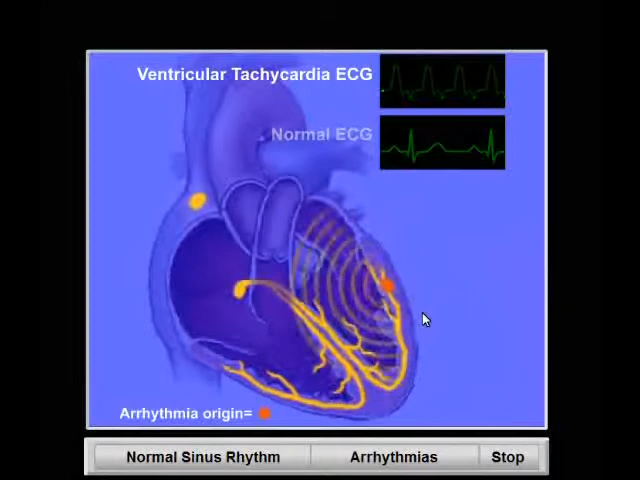 Ventricular Tachycardia ECG
Normal ECG
Arrhythmia origin=
Normal Sinus Rhythm
Arrhythmias
Stop